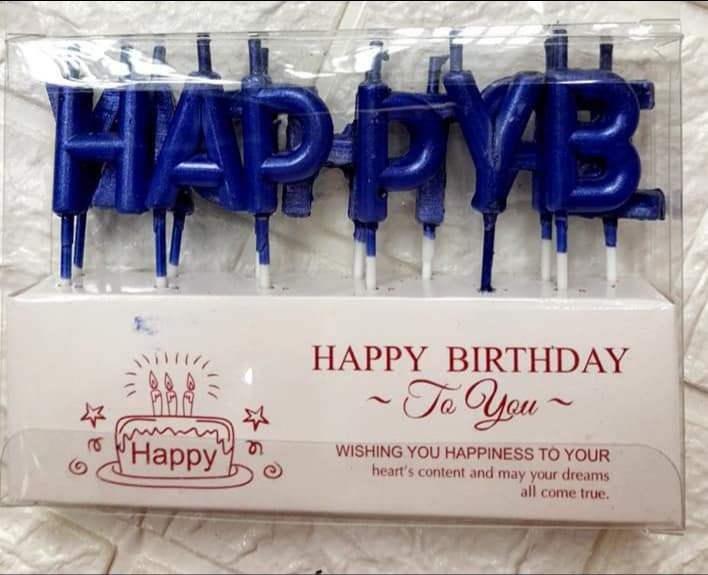 HAPPYB
HAPPY BIRTHDAY
~ To You ~
Happy
WISHING YOU HAPPINESS TO YOUR
heart's content and may your dreams
all come true.